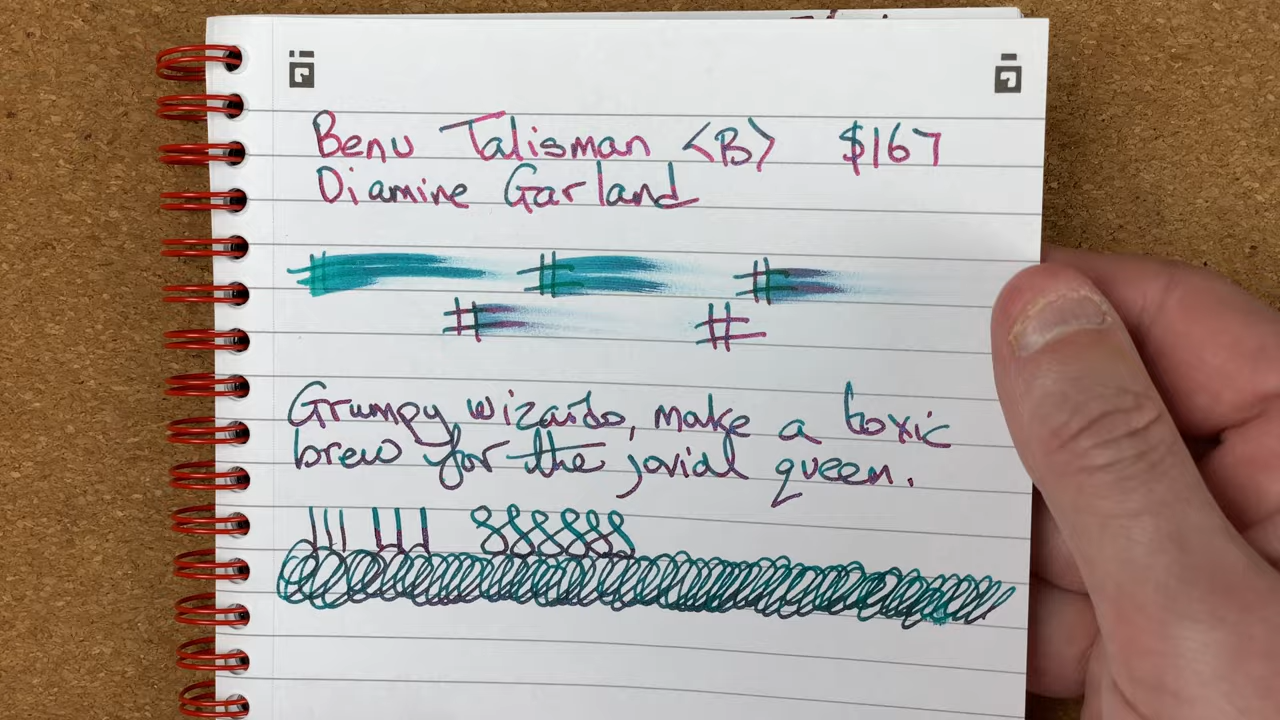 Benu Talisman <B> $167
Diamine Garland
# # #
# #
Grumpy wizards, make a toxic
brew for the jovial queen.